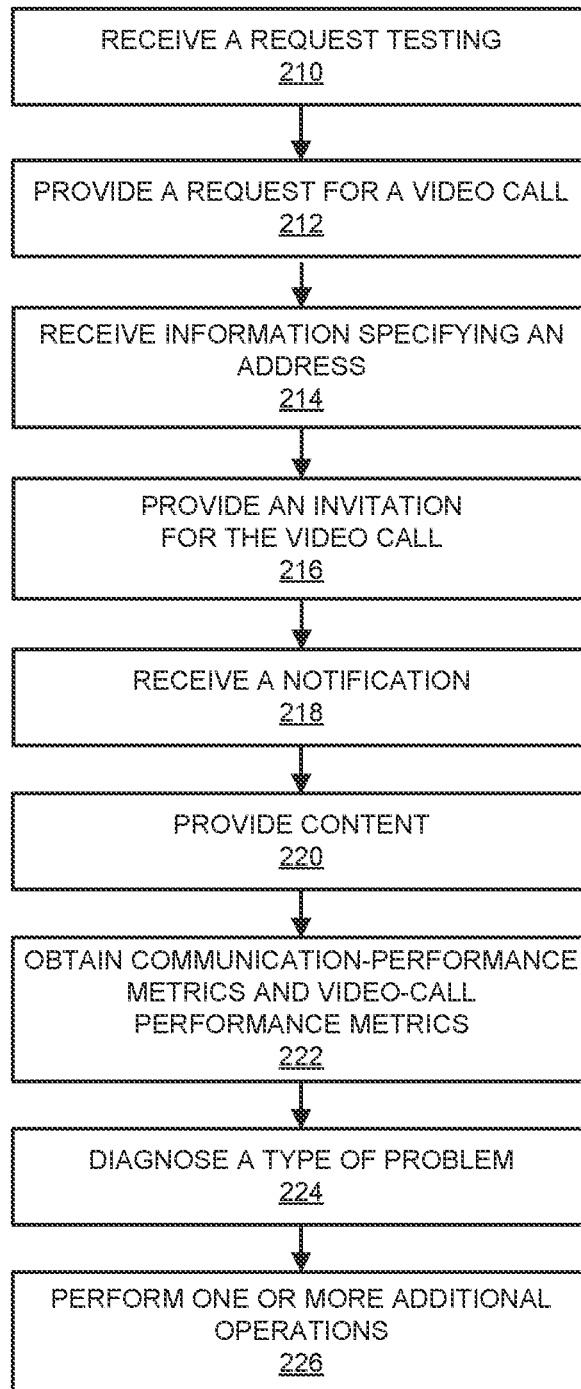 RECEIVE A REQUEST TESTING
210
PROVIDE A REQUEST FOR A VIDEO CALL
212
RECEIVE INFORMATION SPECIFYING AN
ADDRESS
214
PROVIDE AN INVITATION
FOR THE VIDEO CALL
216
RECEIVE A NOTIFICATION
218
PROVIDE CONTENT
220
OBTAIN COMMUNICATION-PERFORMANCE
METRICS AND VIDEO-CALL
PERFORMANCE METRICS
222
DIAGNOSE A TYPE OF PROBLEM
224
PERFORM ONE OR MORE ADDITIONAL
OPERATIONS
226